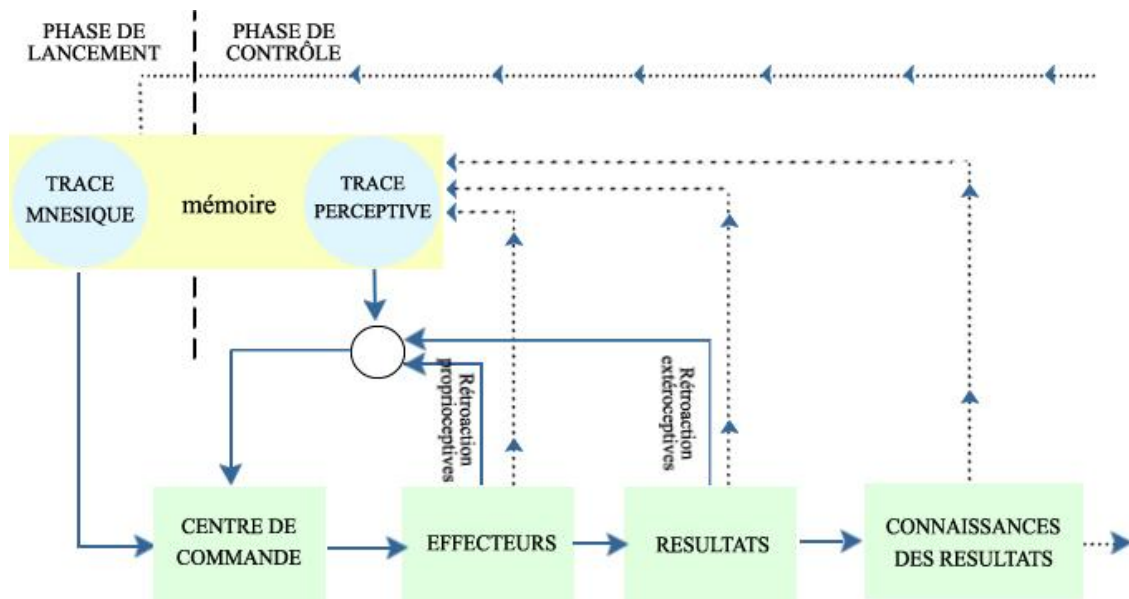 PHASE DE
LANCEMENT
PHASE DE
CONTRÔLE
TRACE
MNESIQUE
mémoire
TRACE
PERCEPTIVE
Rétroaction
proprioceptives
Rétroaction
extéroceptives
CENTRE DE
COMMANDE
EFFECTEURS
RESULTATS
CONNAISSANCES
DES RESULTATS